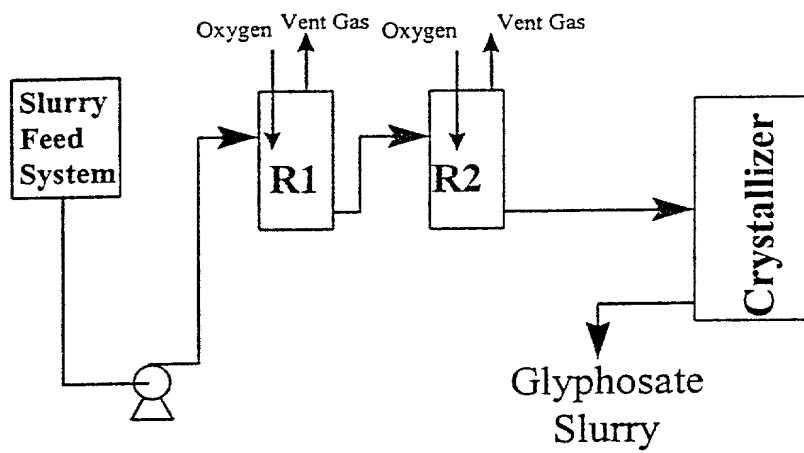 Oxygen
Vent Gas
Oxygen
Vent Gas
Slurry
Feed
System
R1
R2
Crystallizer
Glyphosate
Slurry